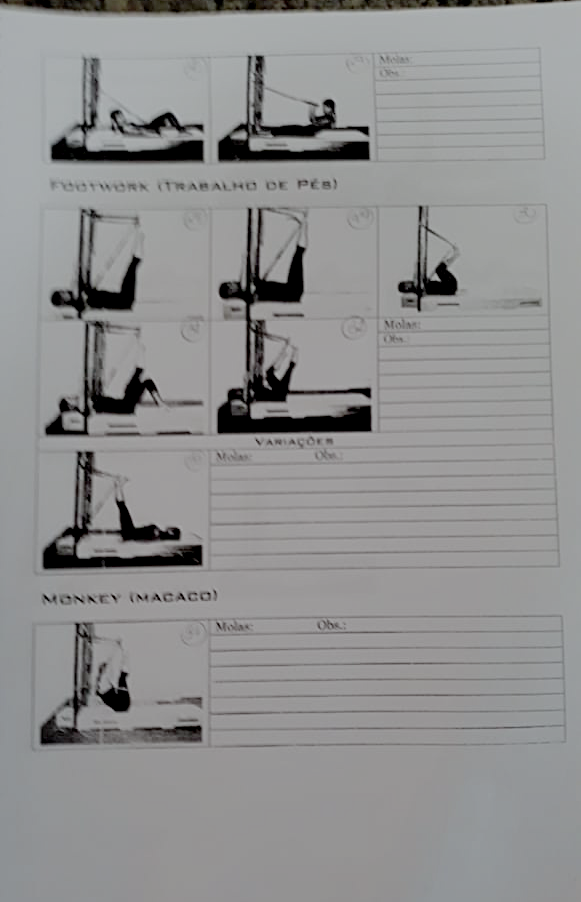 Molas:
Obs.:
FOOTWORK (TRABALHO DE PÉS)
Molas:
Obs.:
VARIAÇÕES
Molas: Obs.:
MONKEY (MACACO)
Molas: Obs.: